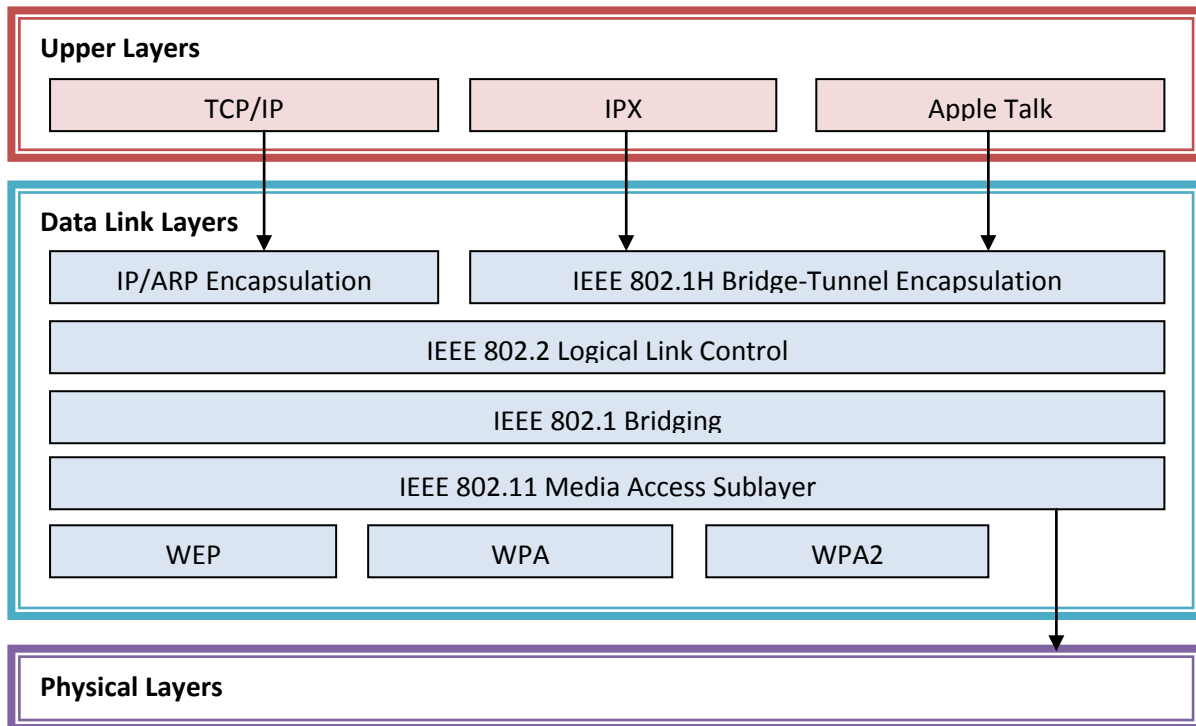 Upper Layers
TCP/IP
IPX
Apple Talk
Data Link Layers
IP/ARP Encapsulation
IEEE 802.1H Bridge-Tunnel Encapsulation
IEEE 802.2 Logical Link Control
IEEE 802.1 Bridging
IEEE 802.11 Media Access Sublayer
WEP
WPA
WPA2
Physical Layers